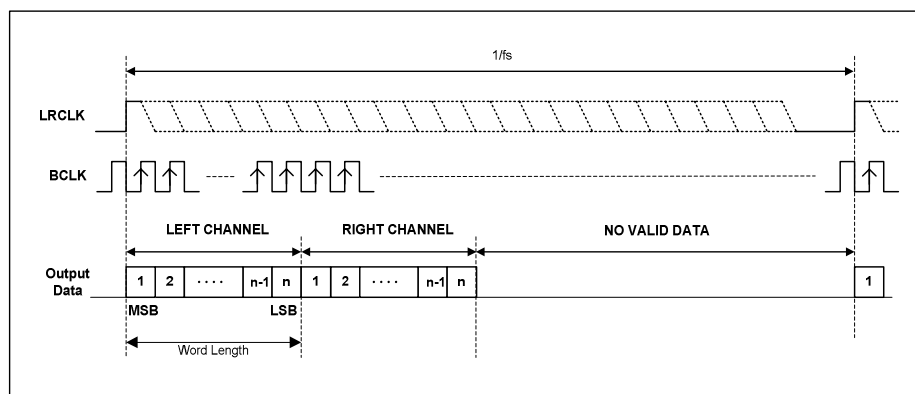 1/fs
LRCLK
BCLK
LEFT CHANNEL RIGHT CHANNEL NO VALID DATA
Output Data 1 2 .... n-1 n 1 2 .... n-1 n 1
MSB LSB
Word Length